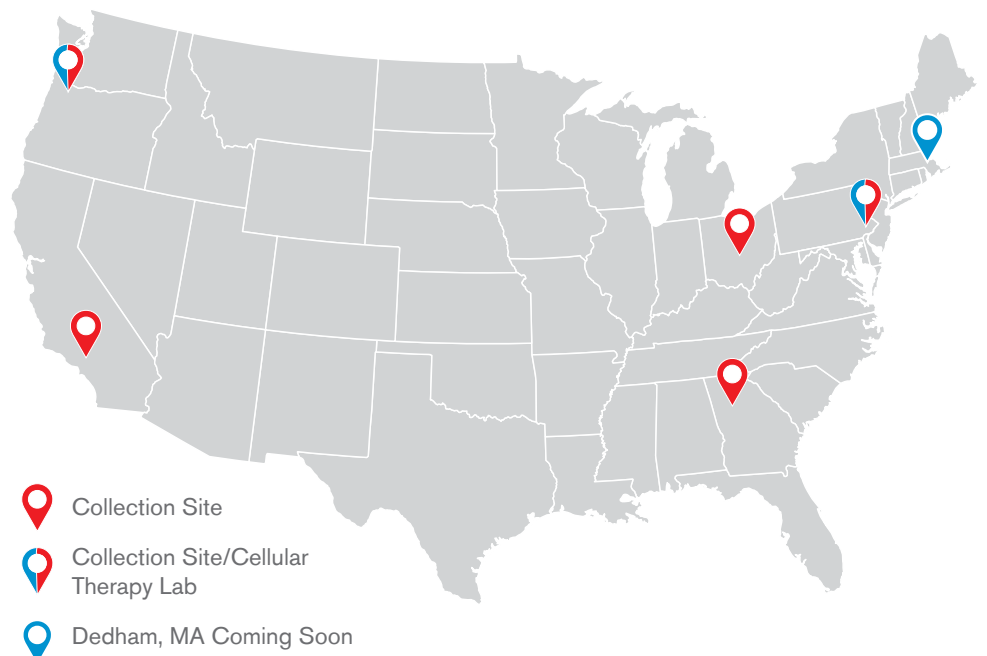 Collection Site
Collection Site/Cellular
Therapy Lab
Dedham, MA Coming Soon